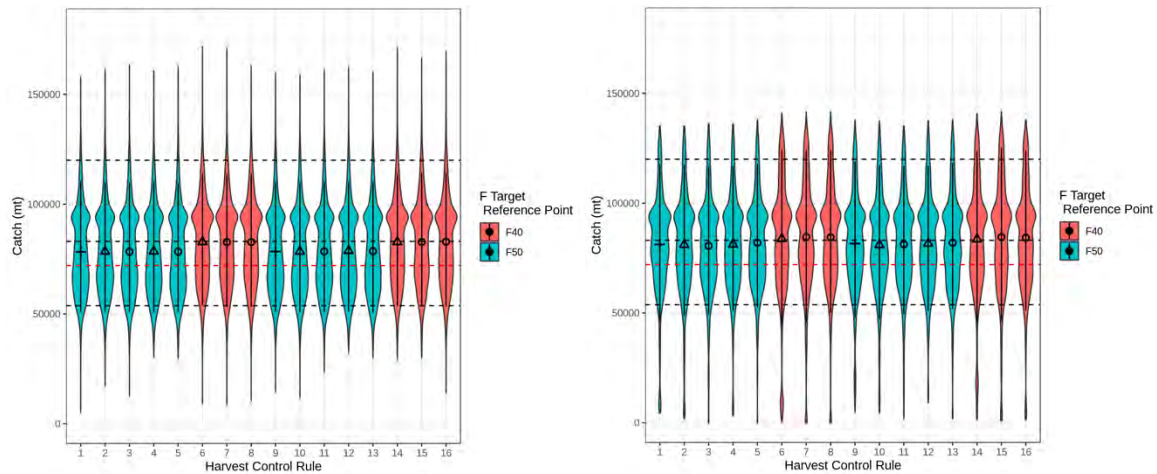 150000
100000
50000
0
Catch (mt)
1 2 3 4 5 6 7 8 9 10 11 12 13 14 15 16
Harvest Control Rule
F Target
Reference Point
F40
F50
150000
100000
50000
0
Catch (mt)
1 2 3 4 5 6 7 8 9 10 11 12 13 14 15 16
Harvest Control Rule
F Target
Reference Point
F40
F50